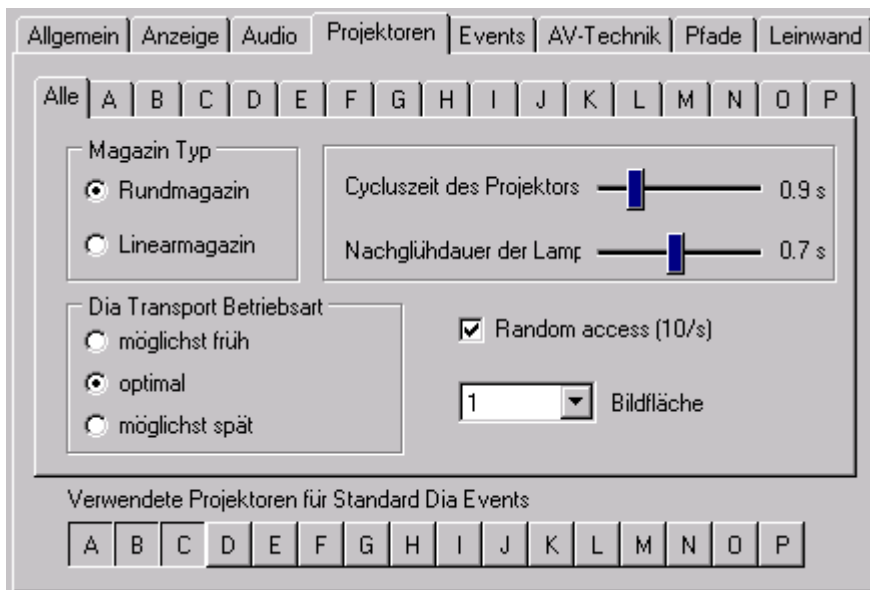 Allgemein Anzeige Audio Projektoren Events AV-Technik Pfade Leinwand
Alle A B C D E F G H I J K L M N O P
Magazin Typ
Rundmagazin
Linearmagazin
Cycluszeit des Projektors 0.9 s
Nachglühdauer der Lamp 0.7 s
Dia Transport Betriebsart
möglichst früh
optimal
möglichst spät
Random access (10/s)
1 Bildfläche
Verwendete Projektoren für Standard Dia Events
A B C D E F G H I J K L M N O P